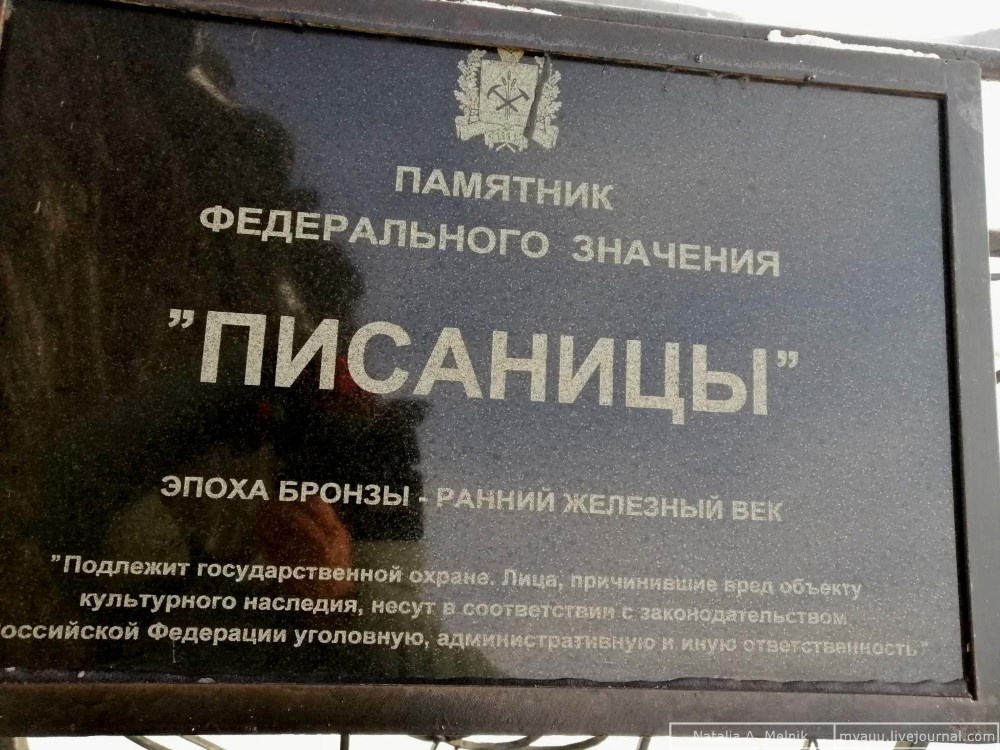 ПАМЯТНИК
ФЕДЕРАЛЬНОГО ЗНАЧЕНИЯ
"ПИСАНИЦЫ"
ЭПОХА БРОНЗЫ - РАННИЙ ЖЕЛЕЗНЫЙ ВЕК
"Подлежит государственной охране. Лица, причинившие вред объекту
культурного наследия, несут в соответствии с законодательством
оссийской Федерации уголовную, административную и иную ответственность"
Natalia A. Melnik myauu.livejournal.com